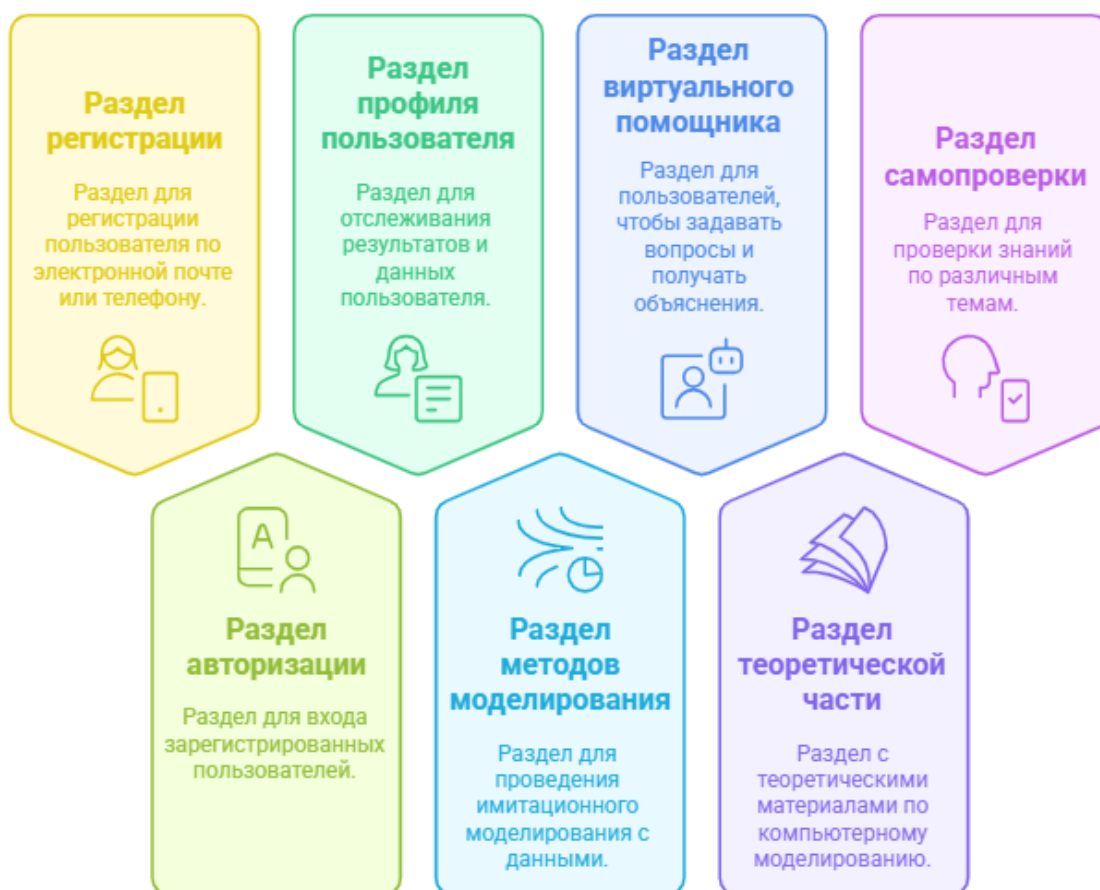 Раздел
регистрации
Раздел для
регистрации
пользователя по
электронной почте
или телефону.
Раздел
профиля
пользователя
Раздел для
отслеживания
результатов и
данных
пользователя.
Раздел
виртуального
помощника
Раздел для
пользователей,
чтобы задавать
вопросы и
получать
объяснения.
Раздел
самопроверки
Раздел для
проверки знаний
по различным
темам.
A
Раздел
авторизации
Раздел для входа
зарегистрированных
пользователей.
Раздел
методов
моделирования
Раздел для
проведения
имитационного
моделирования с
данными.
Раздел
теоретической
части
Раздел с
теоретическими
материалами по
компьютерному
моделированию.